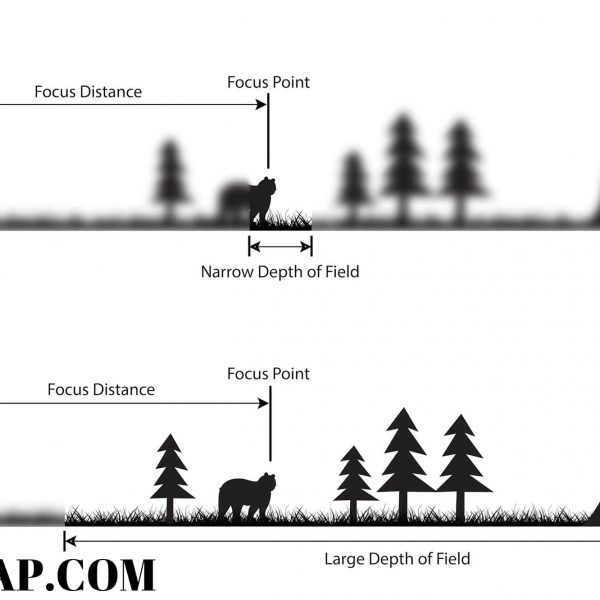 Focus Distance
Focus Point
Narrow Depth of Field
Focus Distance
Focus Point
Large Depth of Field
AP.COM